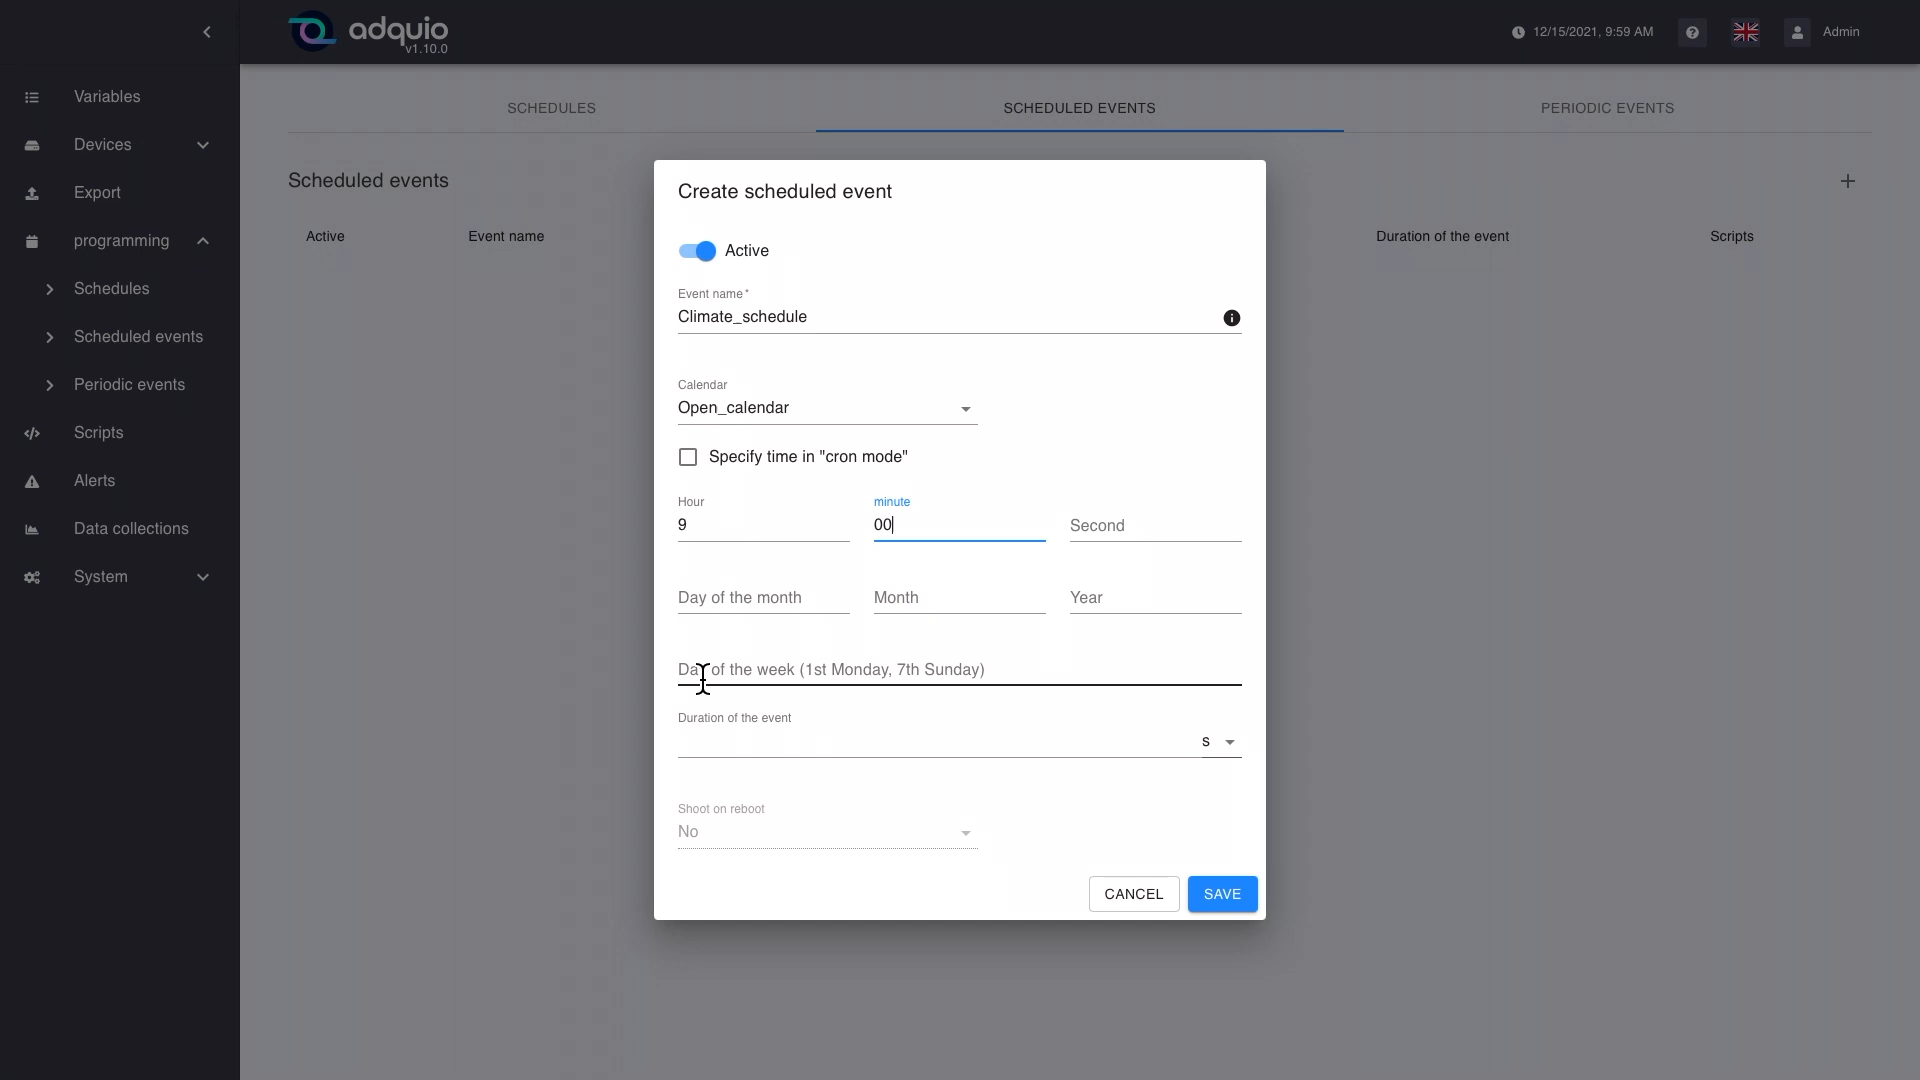 adquio
v1.10.0
12/15/2021, 9:59 AM
?
Admin
Variables
Devices
Export
programming
Schedules
Scheduled events
Periodic events
Scripts
Alerts
Data collections
System
SCHEDULES
SCHEDULED EVENTS
PERIODIC EVENTS
Scheduled events
+
Active
Event name
Duration of the event
Scripts
Create scheduled event
Active
Event name *
Climate_schedule
Calendar
Open_calendar
Specify time in "cron mode"
Hour
minute
9
00
Second
Day of the month
Month
Year
Day of the week (1st Monday, 7th Sunday)
Duration of the event
s
Shoot on reboot
No
CANCEL
SAVE